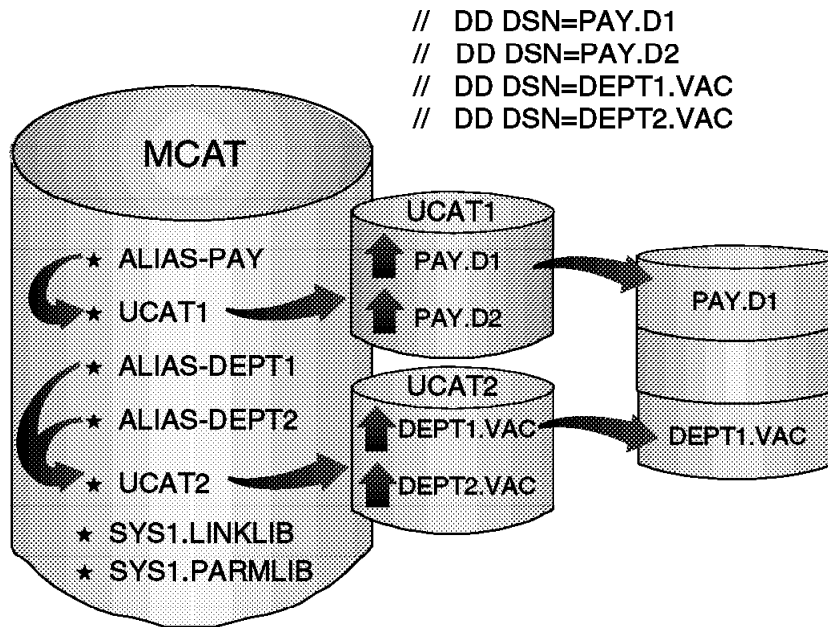 // DD DSN=PAY.D1
// DD DSN=PAY.D2
// DD DSN=DEPT1.VAC
// DD DSN=DEPT2.VAC
MCAT
ALIAS-PAY
UCAT1
ALIAS-DEPT1
ALIAS-DEPT2
UCAT2
SYS1.LINKLIB
SYS1.PARMLIB
UCAT1
PAY.D1
PAY.D2
UCAT2
DEPT1.VAC
DEPT2.VAC
PAY.D1
DEPT1.VAC